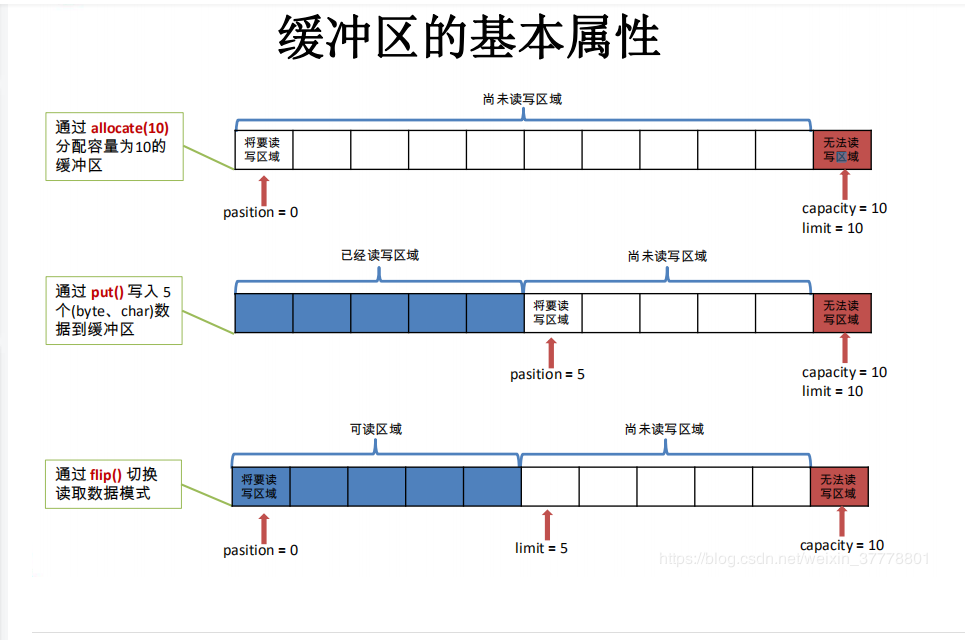 缓冲区的基本属性
尚未读写区域
通过 allocate(10)
分配容量为10的
缓冲区
将要读
写区域
无法读
写区域
pasition = 0
capacity = 10
limit = 10
已经读写区域
尚未读写区域
通过 put() 写入 5
个(byte、char)数
据到缓冲区
将要读
写区域
无法读
写区域
pasition = 5
capacity = 10
limit = 10
可读区域
尚未读写区域
通过 flip() 切换
读取数据模式
将要读
写区域
无法读
写区域
pasition = 0
limit = 5
capacity = 10
https://blog.csdn.net/weixin_37778801